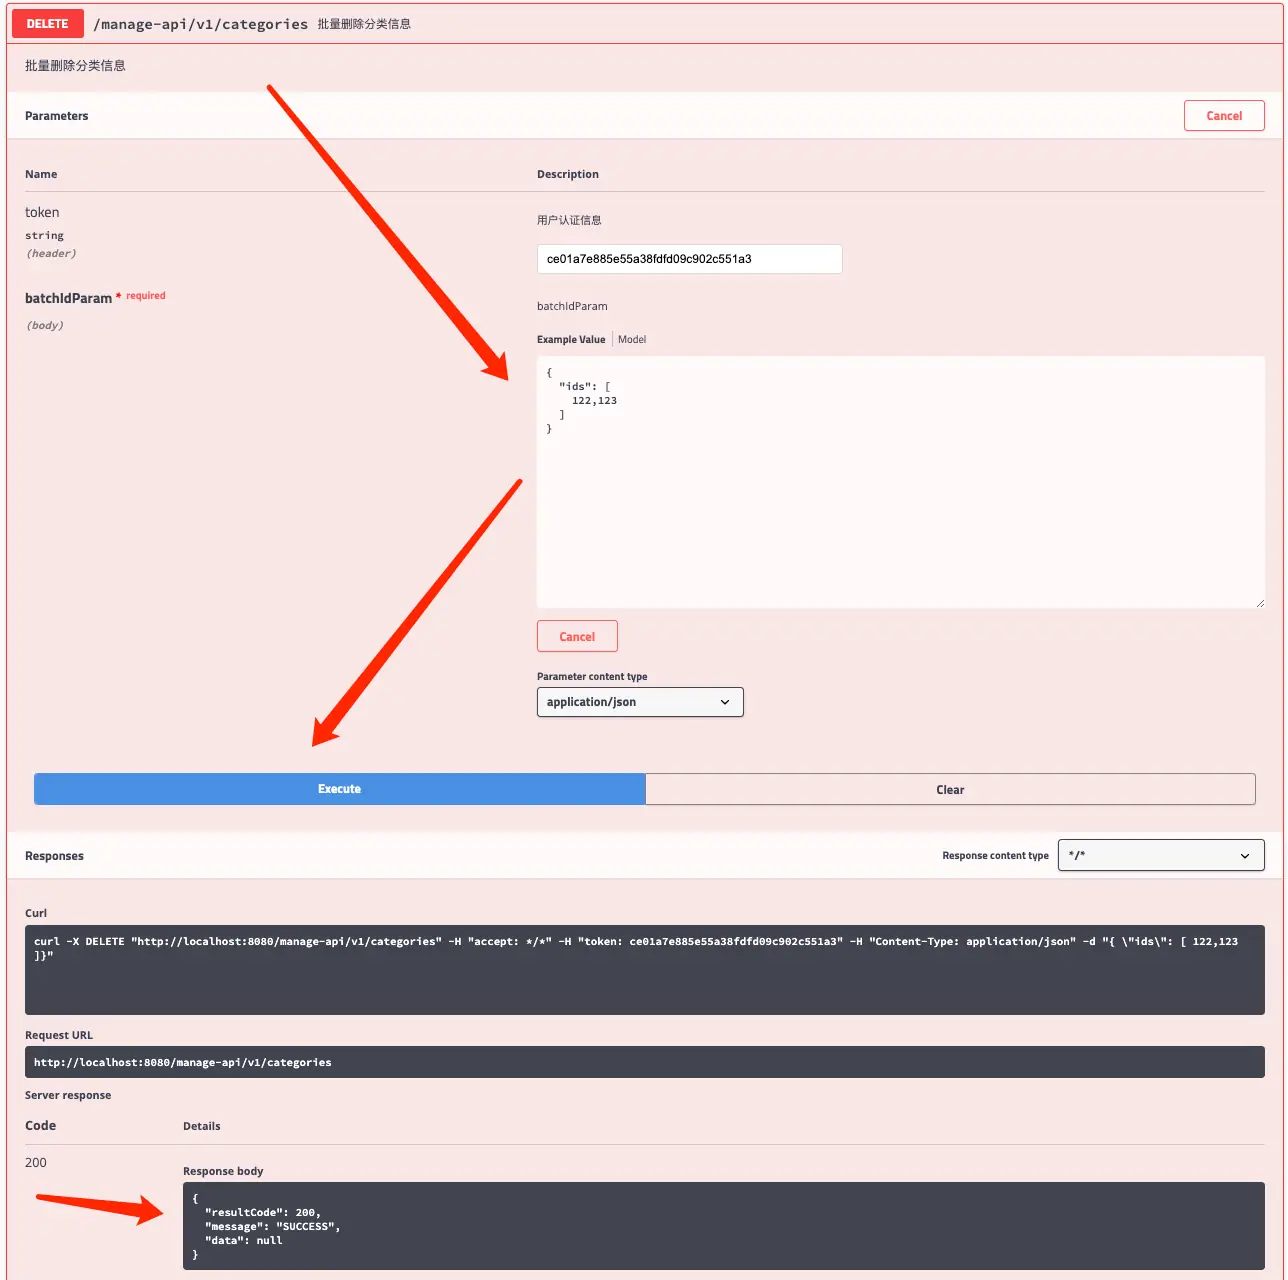 DELETE /manage-api/v1/categories 批量删除分类信息
批量删除分类信息
Parameters
Cancel
Name Description
token
string
(header)
用户认证信息
ce01a7e885e55a38fdfd09c902c551a3
batchIdParam * required
(body)
batchIdParam
Example Value Model
{
"ids": [
122,123
]
}
Cancel
Parameter content type
application/json
Execute Clear
Responses Response content type */*
Curl
curl -X DELETE "http://localhost:8080/manage-api/v1/categories" -H "accept: */*" -H "token: ce01a7e885e55a38fdfd09c902c551a3" -H "Content-Type: application/json" -d "{ \"ids\": [ 122,123
]}"
Request URL
http://localhost:8080/manage-api/v1/categories
Server response
Code Details
200
Response body
{
"resultCode": 200,
"message": "SUCCESS",
"data": null
}